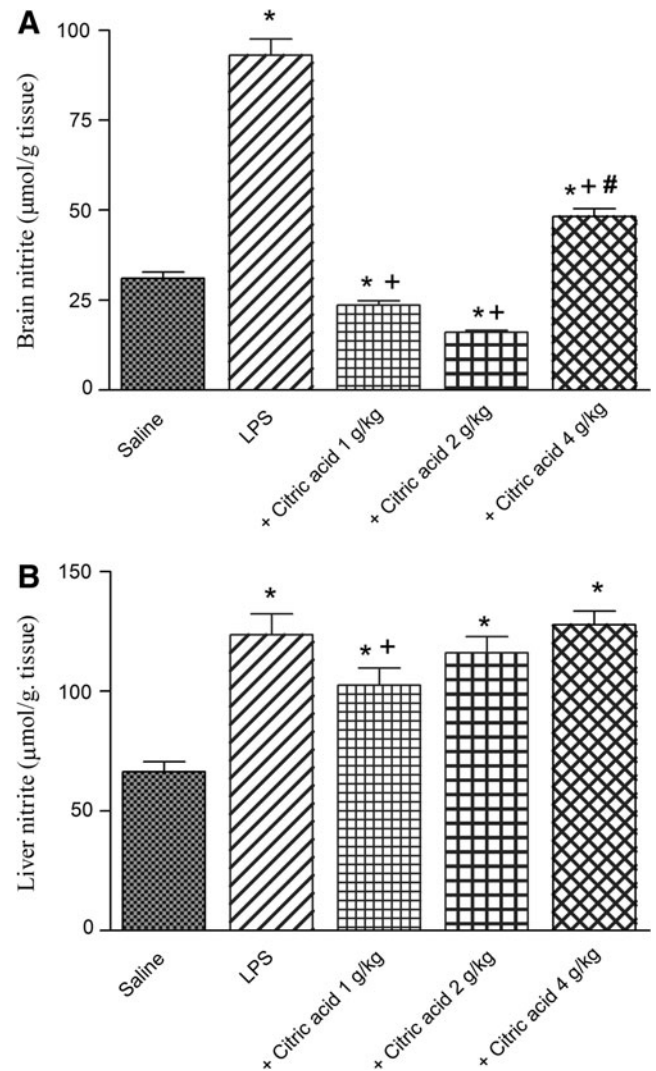 A
Brain nitrite (µmol/g tissue)
100
75
50
25
0
*
* +
* +
* + #
Saline
LPS
+ Citric acid 1 g/kg
+ Citric acid 2 g/kg
+ Citric acid 4 g/kg
B
Liver nitrite (µmol/g. tissue)
150
100
50
0
*
* +
*
*
Saline
LPS
+ Citric acid 1 g/kg
+ Citric acid 2 g/kg
+ Citric acid 4 g/kg